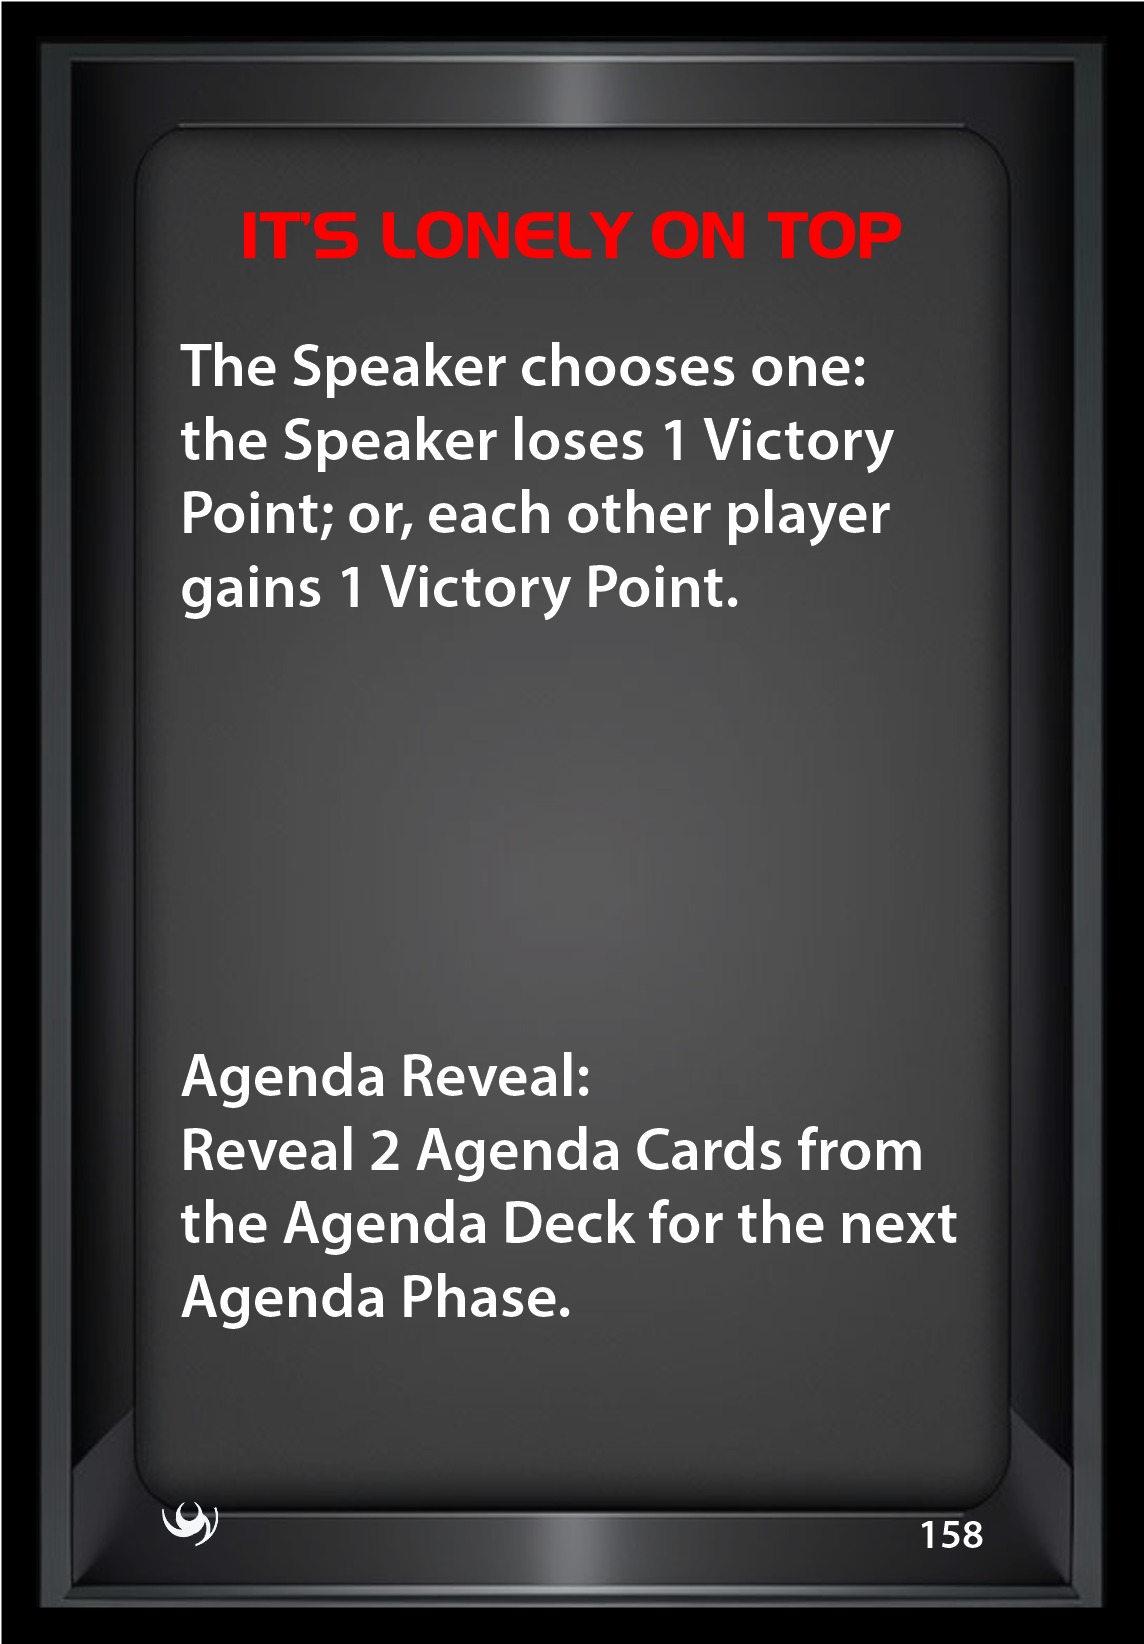 IT'S LONELY ON TOP
The Speaker chooses one:
the Speaker loses 1 Victory
Point; or, each other player
gains 1 Victory Point.
Agenda Reveal:
Reveal 2 Agenda Cards from
the Agenda Deck for the next
Agenda Phase.
158